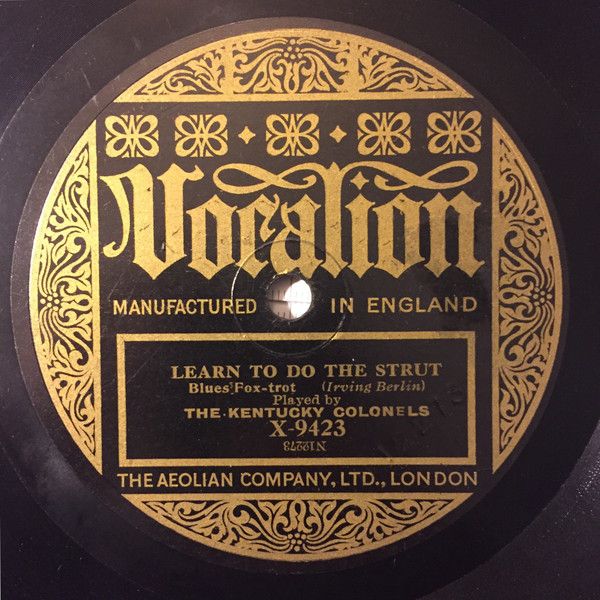 Vocalion
MANUFACTURED IN ENGLAND
LEARN TO DO THE STRUT
Blues Fox-trot (Irving Berlin)
Played by
THE KENTUCKY COLONELS
X-9423
THE AEOLIAN COMPANY, LTD., LONDON